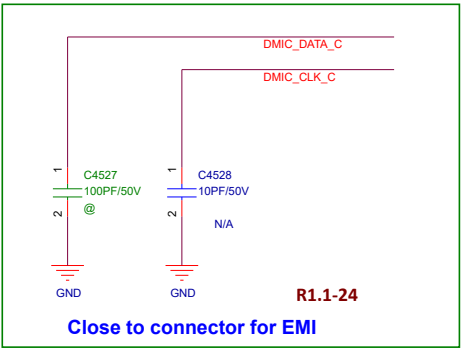 DMIC_DATA_C
DMIC_CLK_C
1
C4527
100PF/50V
@
2
GND
1
C4528
10PF/50V
N/A
2
GND
R1.1-24
Close to connector for EMI